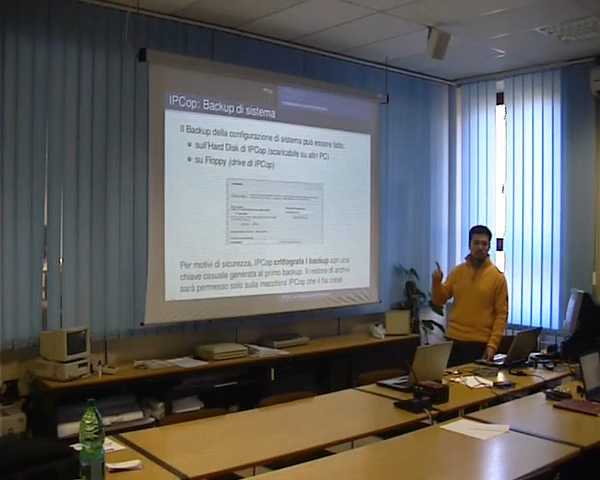 IPCop: Backup di sistema
Il Backup della configurazione di sistema può essere fatto:
sull'Hard Disk di IPCop (scaricabile su altri PC)
su Floppy (drive di IPCop)
Per motivi di sicurezza, IPCop crittografa i backup con una
chiave casuale generata al primo backup. Il restore di archivi
sarà permesso solo sulla macchina IPCop che li ha creati